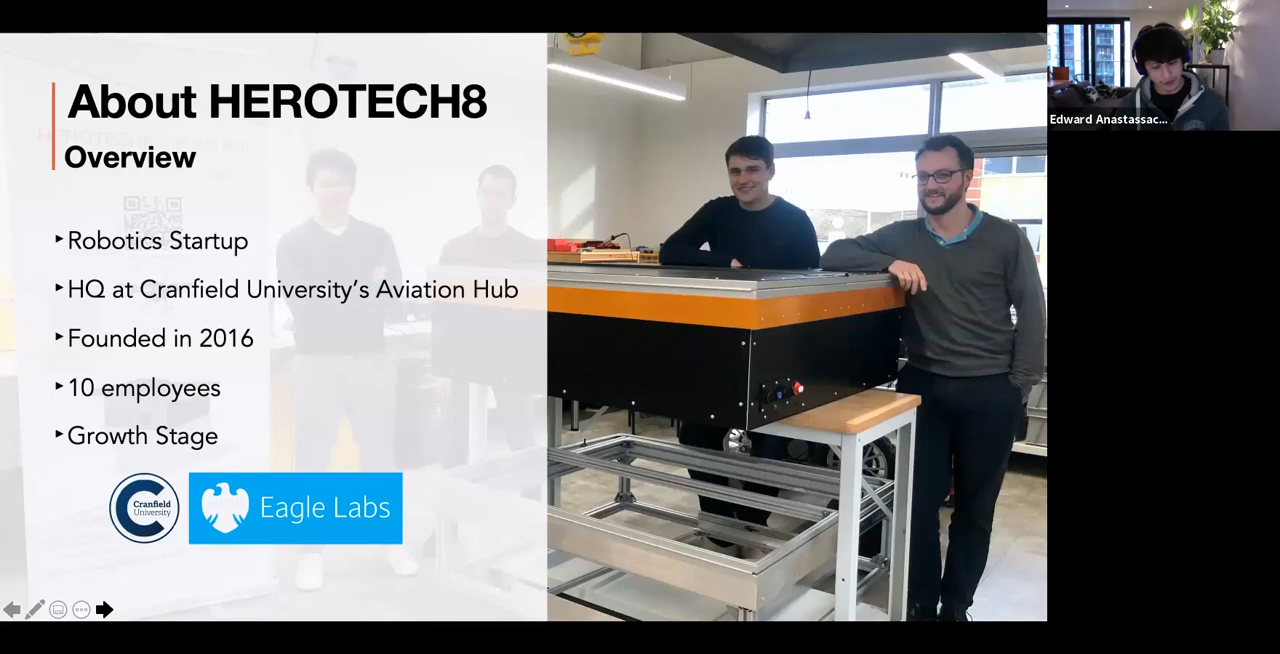 About HEROTECH8
Overview
Robotics Startup
HQ at Cranfield University's Aviation Hub
Founded in 2016
10 employees
Growth Stage
Cranfield
University
Eagle Labs
Edward Anastassac...